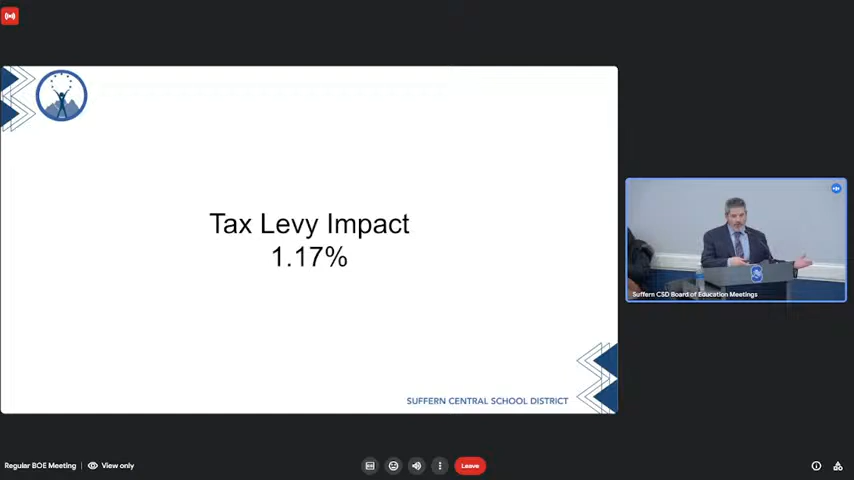 Tax Levy Impact
1.17%
SUFFERN CENTRAL SCHOOL DISTRICT
Suffern CSD Board of Education Meetings
Regular BOE Meeting
View only
Leave